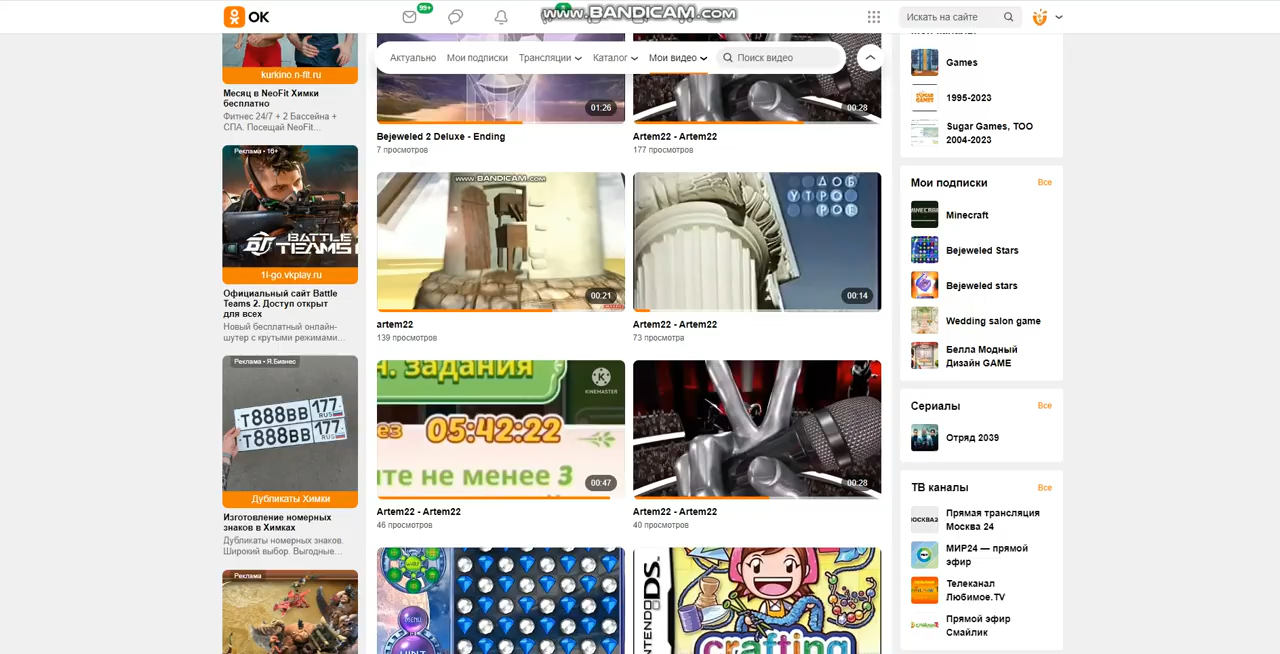 OK
99+
www.BANDICAM.com
Искать на сайте
Актуально
Мои подписки
Трансляции
Каталог
Мои видео
Поиск видео
kurkino.n-fit.ru
Месяц в NeoFit Химки
бесплатно
Фитнес 24/7 + 2 Бассейна +
СПА. Посещай NeoFit...
Реклама • 16+
BATTLE
TEAMS
1l-go.vkplay.ru
Официальный сайт Battle
Teams 2. Доступ открыт
для всех
Новый бесплатный онлайн-
шутер с крутыми режимами...
Реклама • Я.Бизнес
Т888ВВ 177
RUS
Т888ВВ 177
RUS
Дубликаты Химки
Изготовление номерных
знаков в Химках
Дубликаты номерных знаков.
Широкий выбор. Выгодные...
Реклама
01:26
Bejeweled 2 Deluxe - Ending
7 просмотров
00:28
Artem22 - Artem22
177 просмотров
www.BANDICAM.com
00:21
artem22
139 просмотров
ДОБ
УТРОБ
РОБ
00:14
Artem22 - Artem22
73 просмотра
н. задания
KINEMASTER
ез 05:42:22
ите не менее 3
00:47
Artem22 - Artem22
46 просмотров
00:28
Artem22 - Artem22
40 просмотров
MENU
HINT
NINTENDO DS
crafting
Games
1995-2023
Sugar Games, ТОО
2004-2023
Мои подписки
Все
Minecraft
Bejeweled Stars
Bejeweled stars
Wedding salon game
Белла Модный
Дизайн GAME
Сериалы
Все
Отряд 2039
ТВ каналы
Все
Прямая трансляция
Москва 24
МИР24 — прямой
эфир
Телеканал
Любимое.TV
Прямой эфир
Смайлик